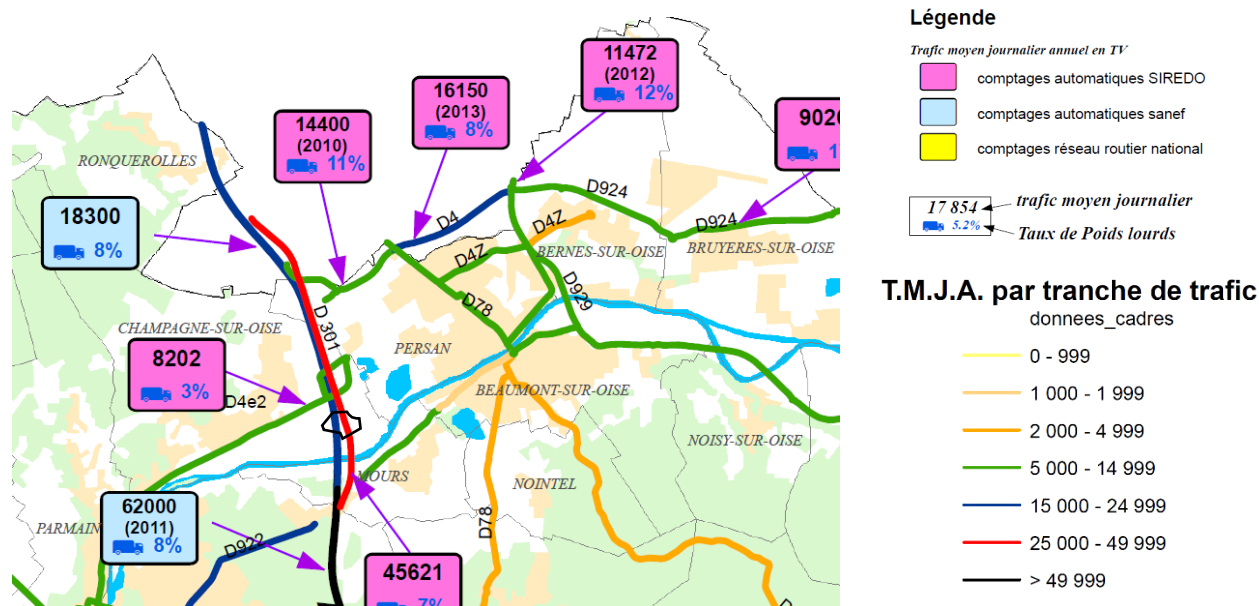 11472
(2012)
12%
16150
(2013)
8%
14400
(2010)
11%
RONQUEROLLES
18300
8%
D4
D924
D924
D4Z
D4Z
BERNES-SUR-OISE
BRUYERES-SUR-OISE
D929
D78
D 301
CHAMPAGNE-SUR-OISE
PERSAN
8202
3%
D4e2
BEAUMONT-SUR-OISE
NOISY-SUR-OISE
MOURS
NOINTEL
D78
62000
(2011)
8%
PARMAIN
D922
45621
7%
Légende
Trafic moyen journalier annuel en TV
comptages automatiques SIREDO
comptages automatiques sanef
comptages réseau routier national
17 854
trafic moyen journalier
5.2%
Taux de Poids lourds
T.M.J.A. par tranche de trafic
donnees_cadres
0 - 999
1 000 - 1 999
2 000 - 4 999
5 000 - 14 999
15 000 - 24 999
25 000 - 49 999
> 49 999